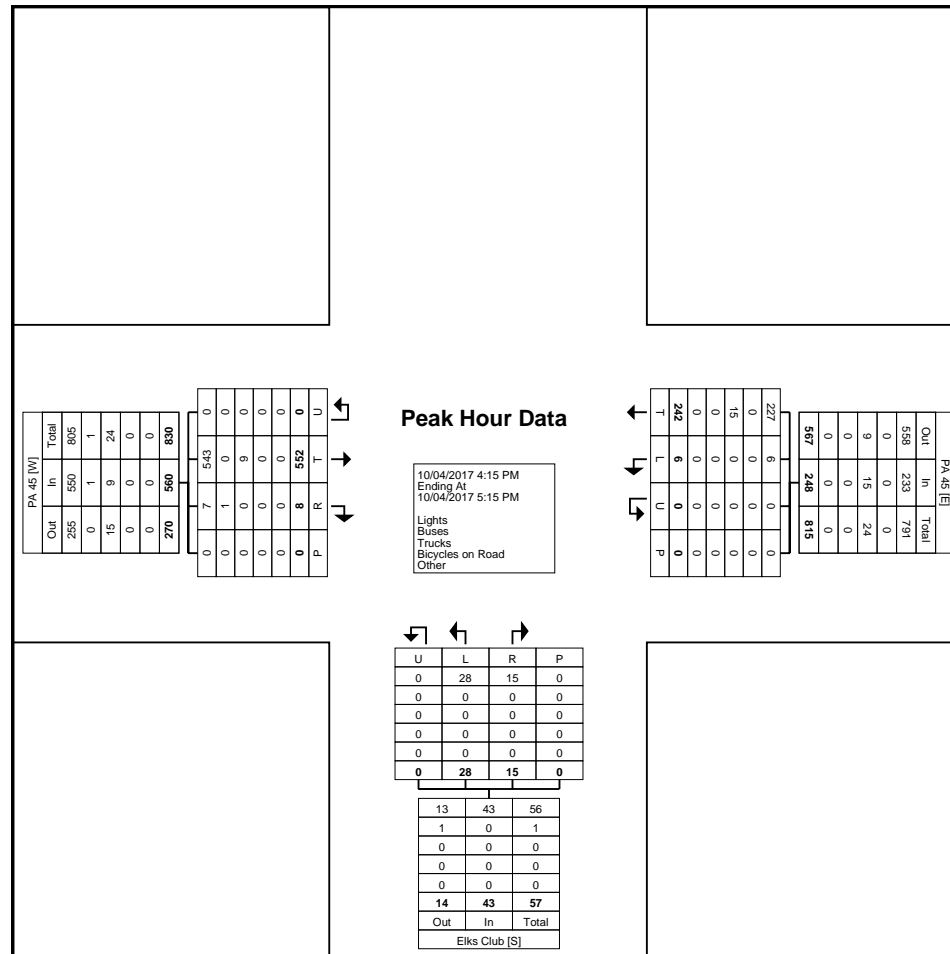 Peak Hour Data
10/04/2017 4:15 PM
Ending At
10/04/2017 5:15 PM
Lights
Buses
Trucks
Bicycles on Road
Other
PA 45 [W]
Out In Total
255 550 805
0 1 1
15 9 24
0 0 0
0 0 0
270 560 830
0 7 543 0
0 1 0 0
0 0 9 0
0 0 0 0
0 0 0 0
0 8 552 0
P R T U
PA 45 [E]
Out In Total
558 233 791
0 0 0
9 15 24
0 0 0
0 0 0
567 248 815
227 6 0 0
0 0 0 0
15 0 0 0
0 0 0 0
0 0 0 0
242 6 0 0
T L U P
U L R P
0 28 15 0
0 0 0 0
0 0 0 0
0 0 0 0
0 0 0 0
0 28 15 0
13 43 56
1 0 1
0 0 0
0 0 0
0 0 0
14 43 57
Out In Total
Elks Club [S]